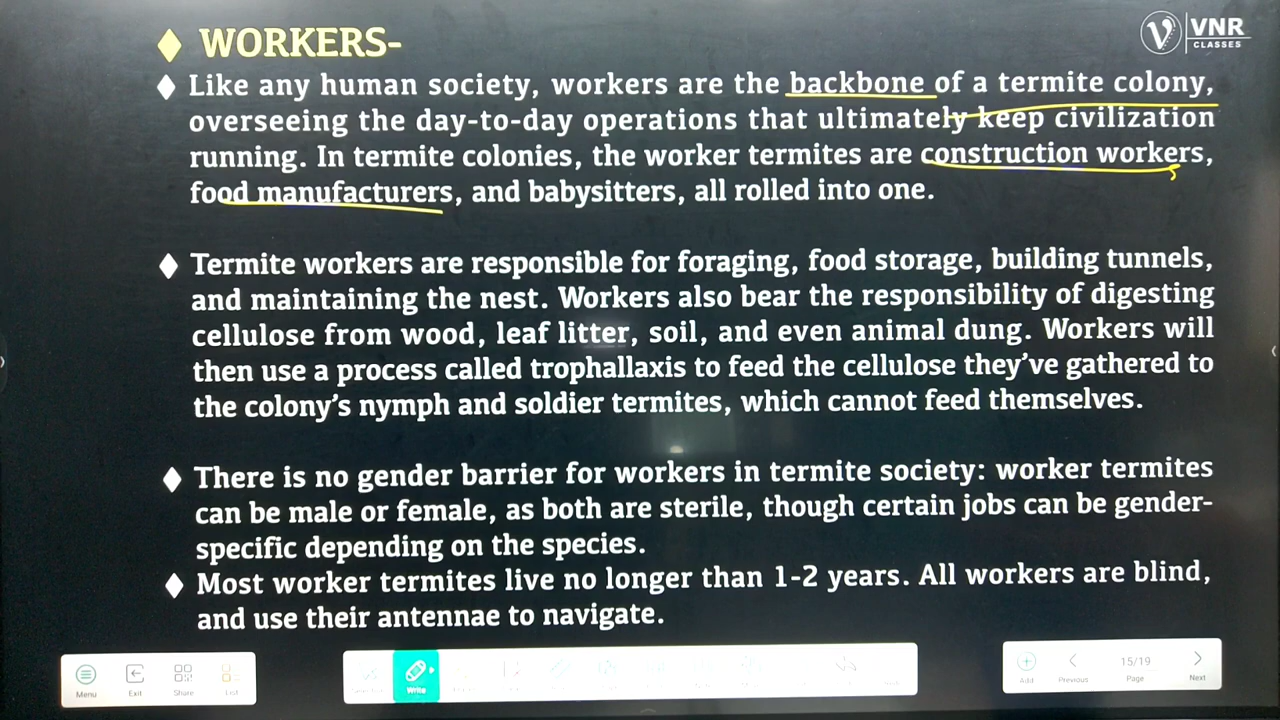 WORKERS-
VNR
CLASSES
Like any human society, workers are the backbone of a termite colony,
overseeing the day-to-day operations that ultimately keep civilization
running. In termite colonies, the worker termites are construction workers,
food manufacturers, and babysitters, all rolled into one.
Termite workers are responsible for foraging, food storage, building tunnels,
and maintaining the nest. Workers also bear the responsibility of digesting
cellulose from wood, leaf litter, soil, and even animal dung. Workers will
then use a process called trophallaxis to feed the cellulose they've gathered to
the colony's nymph and soldier termites, which cannot feed themselves.
There is no gender barrier for workers in termite society: worker termites
can be male or female, as both are sterile, though certain jobs can be gender-
specific depending on the species.
Most worker termites live no longer than 1-2 years. All workers are blind,
and use their antennae to navigate.
Menu Exit Share List Write Add Previous 15/19 Page Next